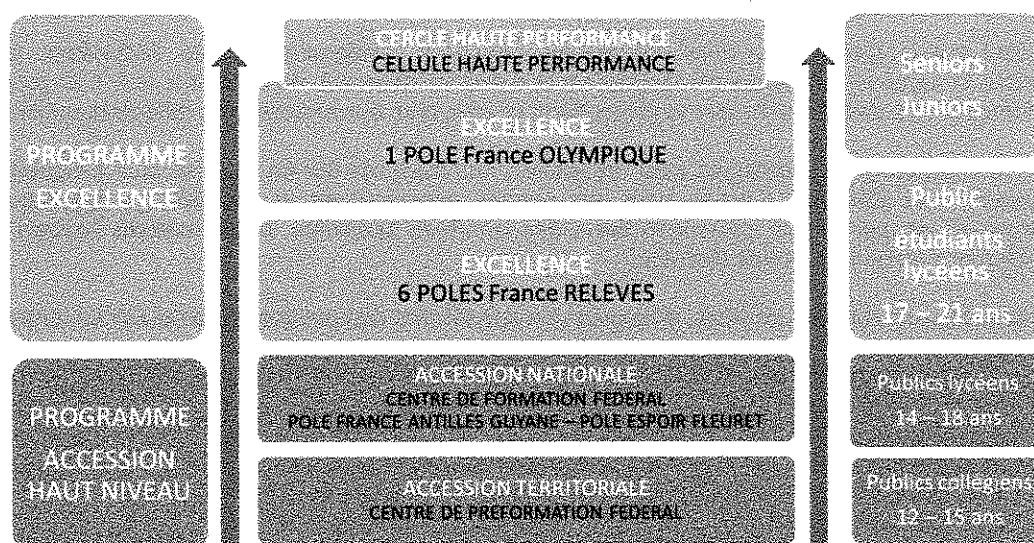 CERCLE HAUTE PERFORMANCE
CELLULE HAUTE PERFORMANCE
EXCELLENCE
1 POLE France OLYMPIQUE
EXCELLENCE
6 POLES France RELEVES
ACCESSION NATIONALE
CENTRE DE FORMATION FEDERAL
POLE FRANCE ANTILLES GUYANE – POLE ESPOIR FLEURET
ACCESSION TERRITORIALE
CENTRE DE PREFORMATION FEDERAL
PROGRAMME
EXCELLENCE
PROGRAMME
ACCESSION
HAUT NIVEAU
Séniors
Juniors
Public
étudiants
lycéens
17 – 21 ans
Publics lycéens
14 – 18 ans
Publics collégiens
12 – 15 ans